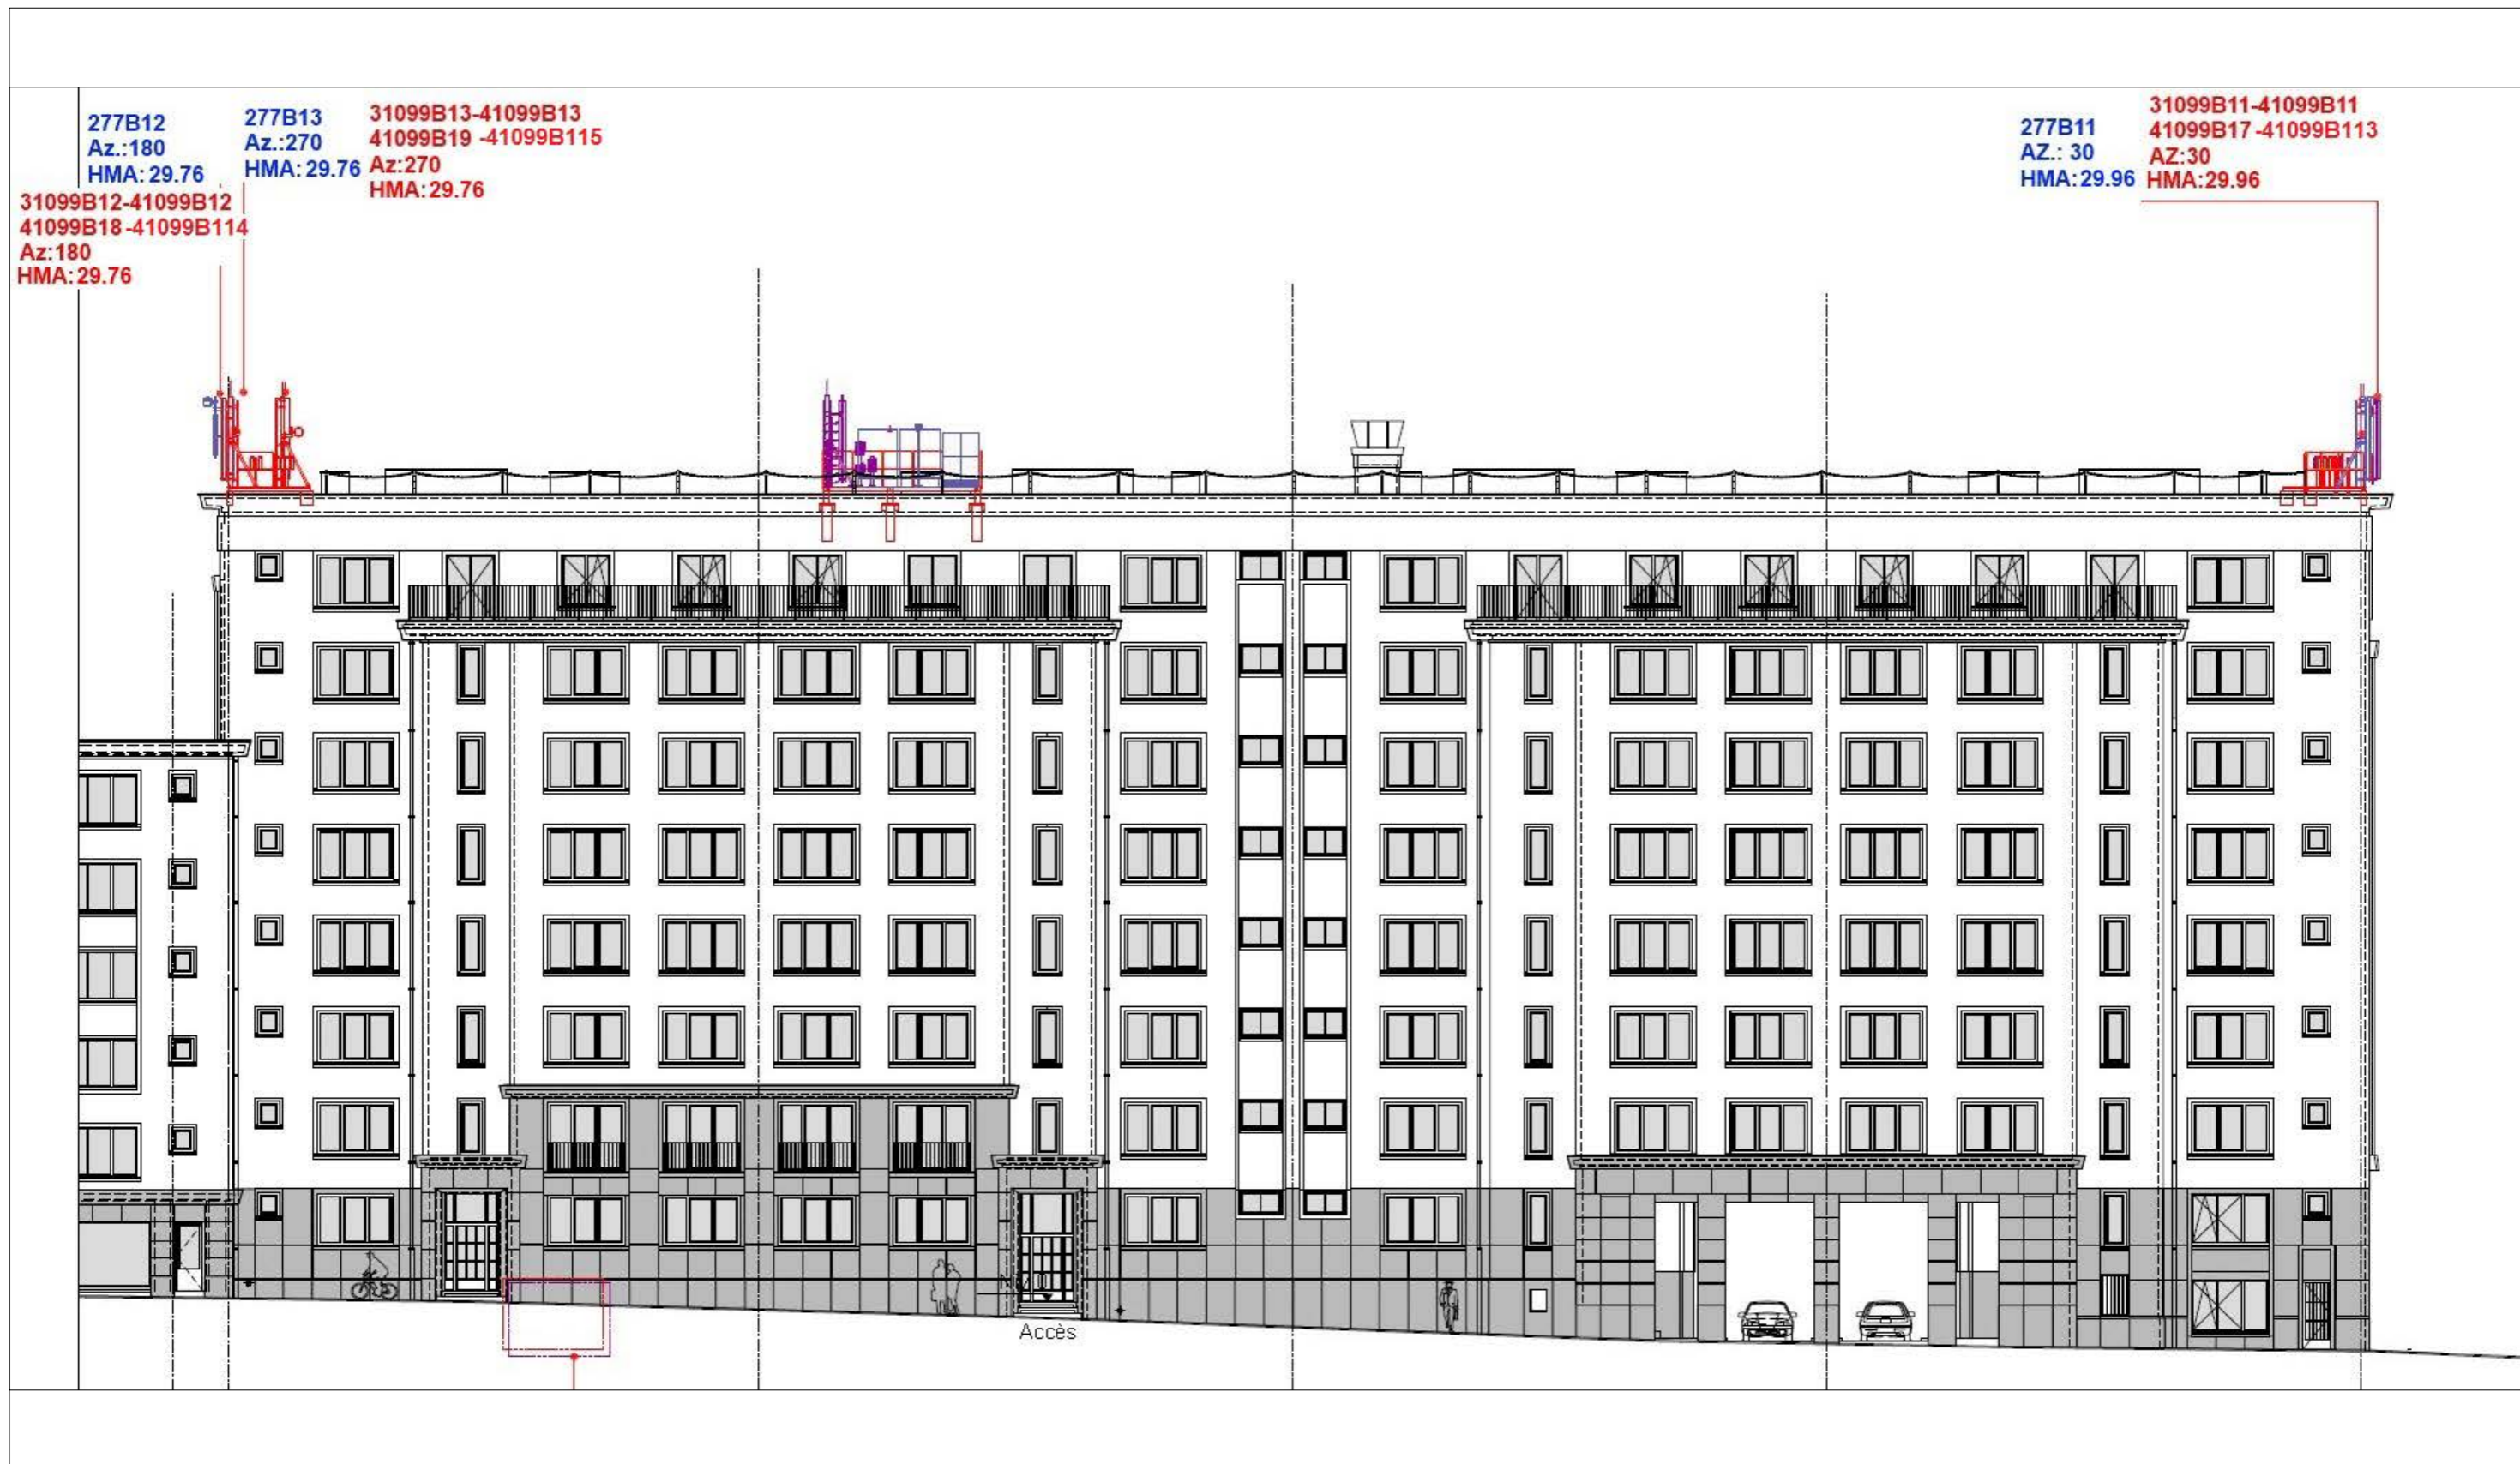 277B12
Az.:180
HMA: 29.76
277B13
Az.:270
HMA: 29.76
31099B13-41099B13
41099B19 -41099B115
Az:270
HMA: 29.76
31099B12-41099B12
41099B18 -41099B114
Az:180
HMA: 29.76
277B11
AZ.: 30
HMA: 29.96
31099B11-41099B11
41099B17 -41099B113
AZ:30
HMA:29.96
Accès